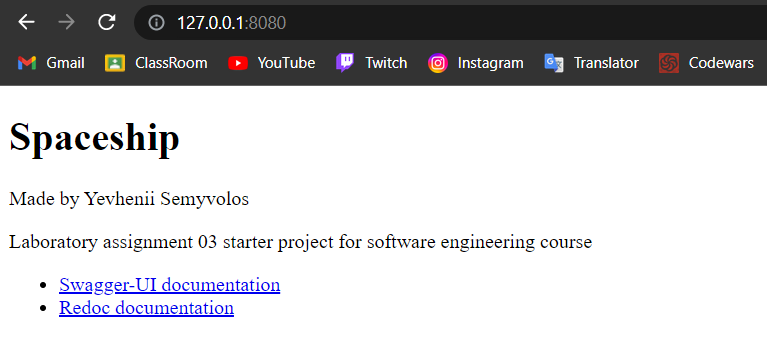 127.0.0.1:8080
Gmail ClassRoom YouTube Twitch Instagram Translator Codewars
Spaceship
Made by Yevhenii Semyvolos
Laboratory assignment 03 starter project for software engineering course
Swagger-UI documentation
Redoc documentation